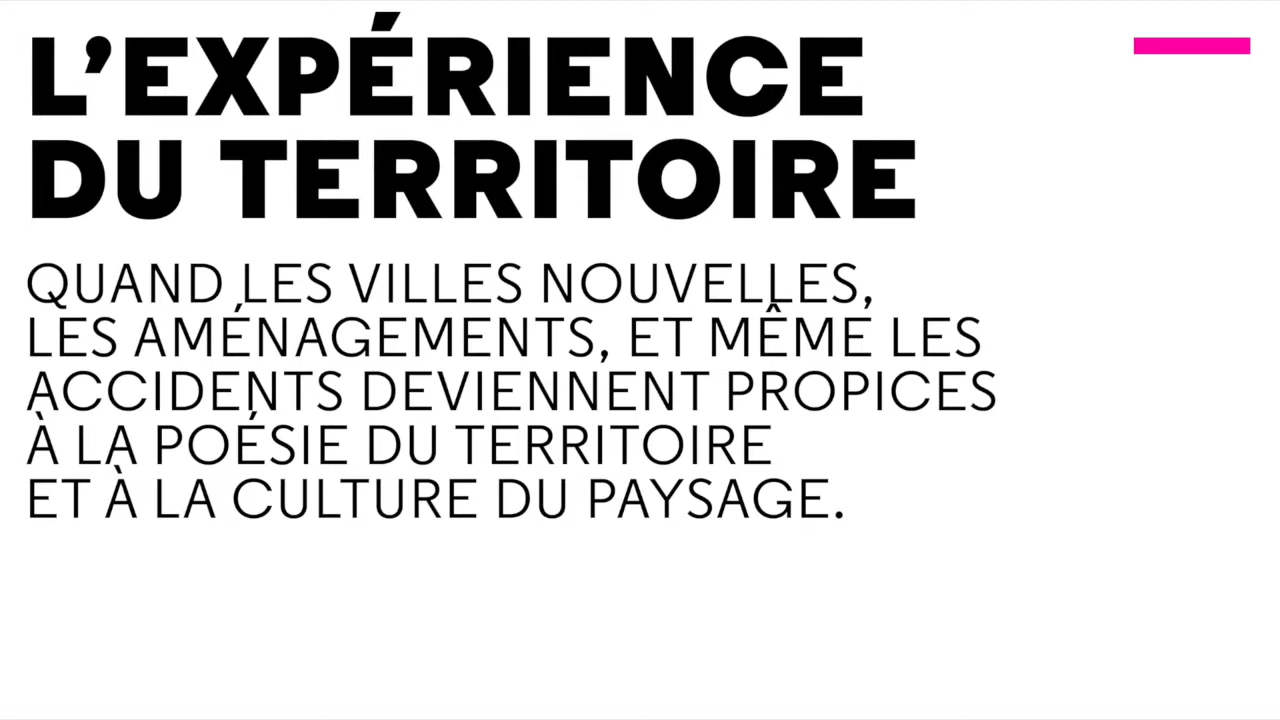 L’EXPÉRIENCE
DU TERRITOIRE
QUAND LES VILLES NOUVELLES,
LES AMÉNAGEMENTS, ET MÊME LES
ACCIDENTS DEVIENNENT PROPICES
À LA POÉSIE DU TERRITOIRE
ET À LA CULTURE DU PAYSAGE.